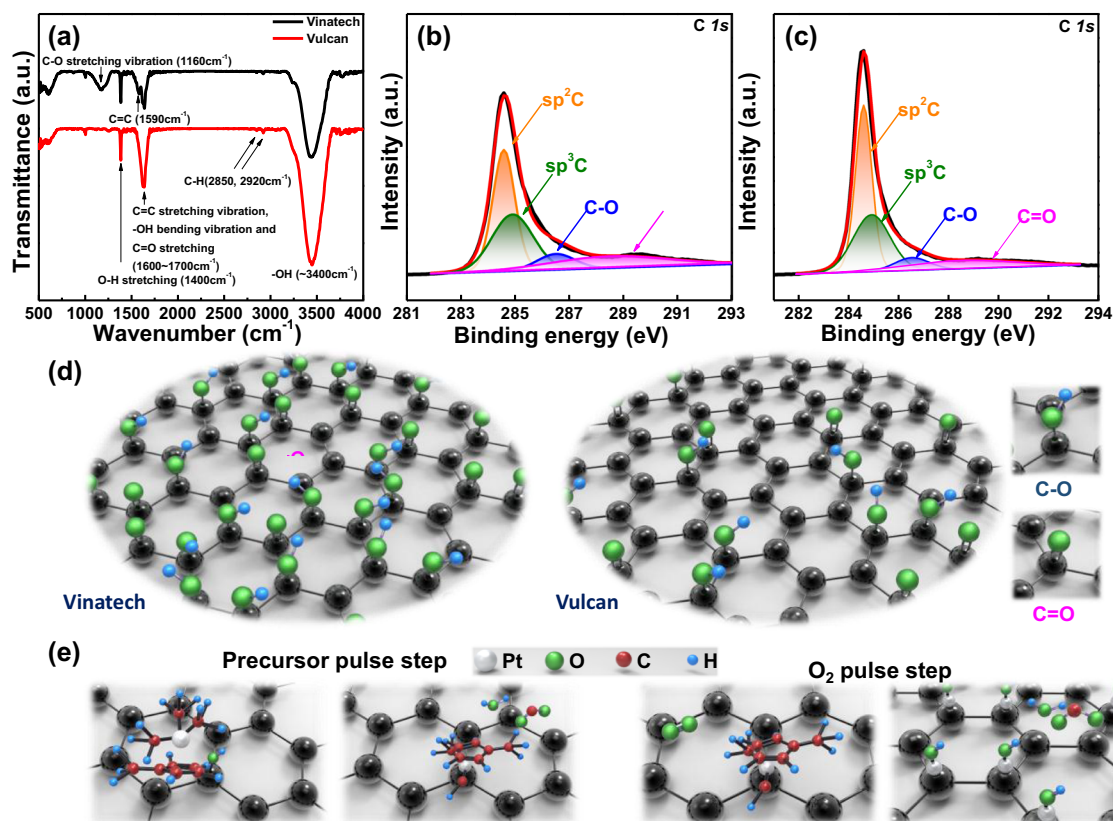 (a)
Vinatech
Vulcan
C-O stretching vibration (1160cm⁻¹)
C=C (1590cm⁻¹)
C-H(2850, 2920cm⁻¹)
C=C stretching vibration,
-OH bending vibration and
C=O stretching
(1600~1700cm⁻¹)
O-H stretching (1400cm⁻¹)
-OH (~3400cm⁻¹)
Transmittance (a.u.)
500 1000 1500 2000 2500 3000 3500 4000
Wavenumber (cm⁻¹)
(b)
C 1s
sp²C
sp³C
C-O
Intensity (a.u.)
281 283 285 287 289 291 293
Binding energy (eV)
(c)
C 1s
sp²C
sp³C
C-O
C=O
Intensity (a.u.)
282 284 286 288 290 292 294
Binding energy (eV)
(d)
Vinatech
Vulcan
C-O
C=O
(e)
Precursor pulse step
Pt O C H
O₂ pulse step